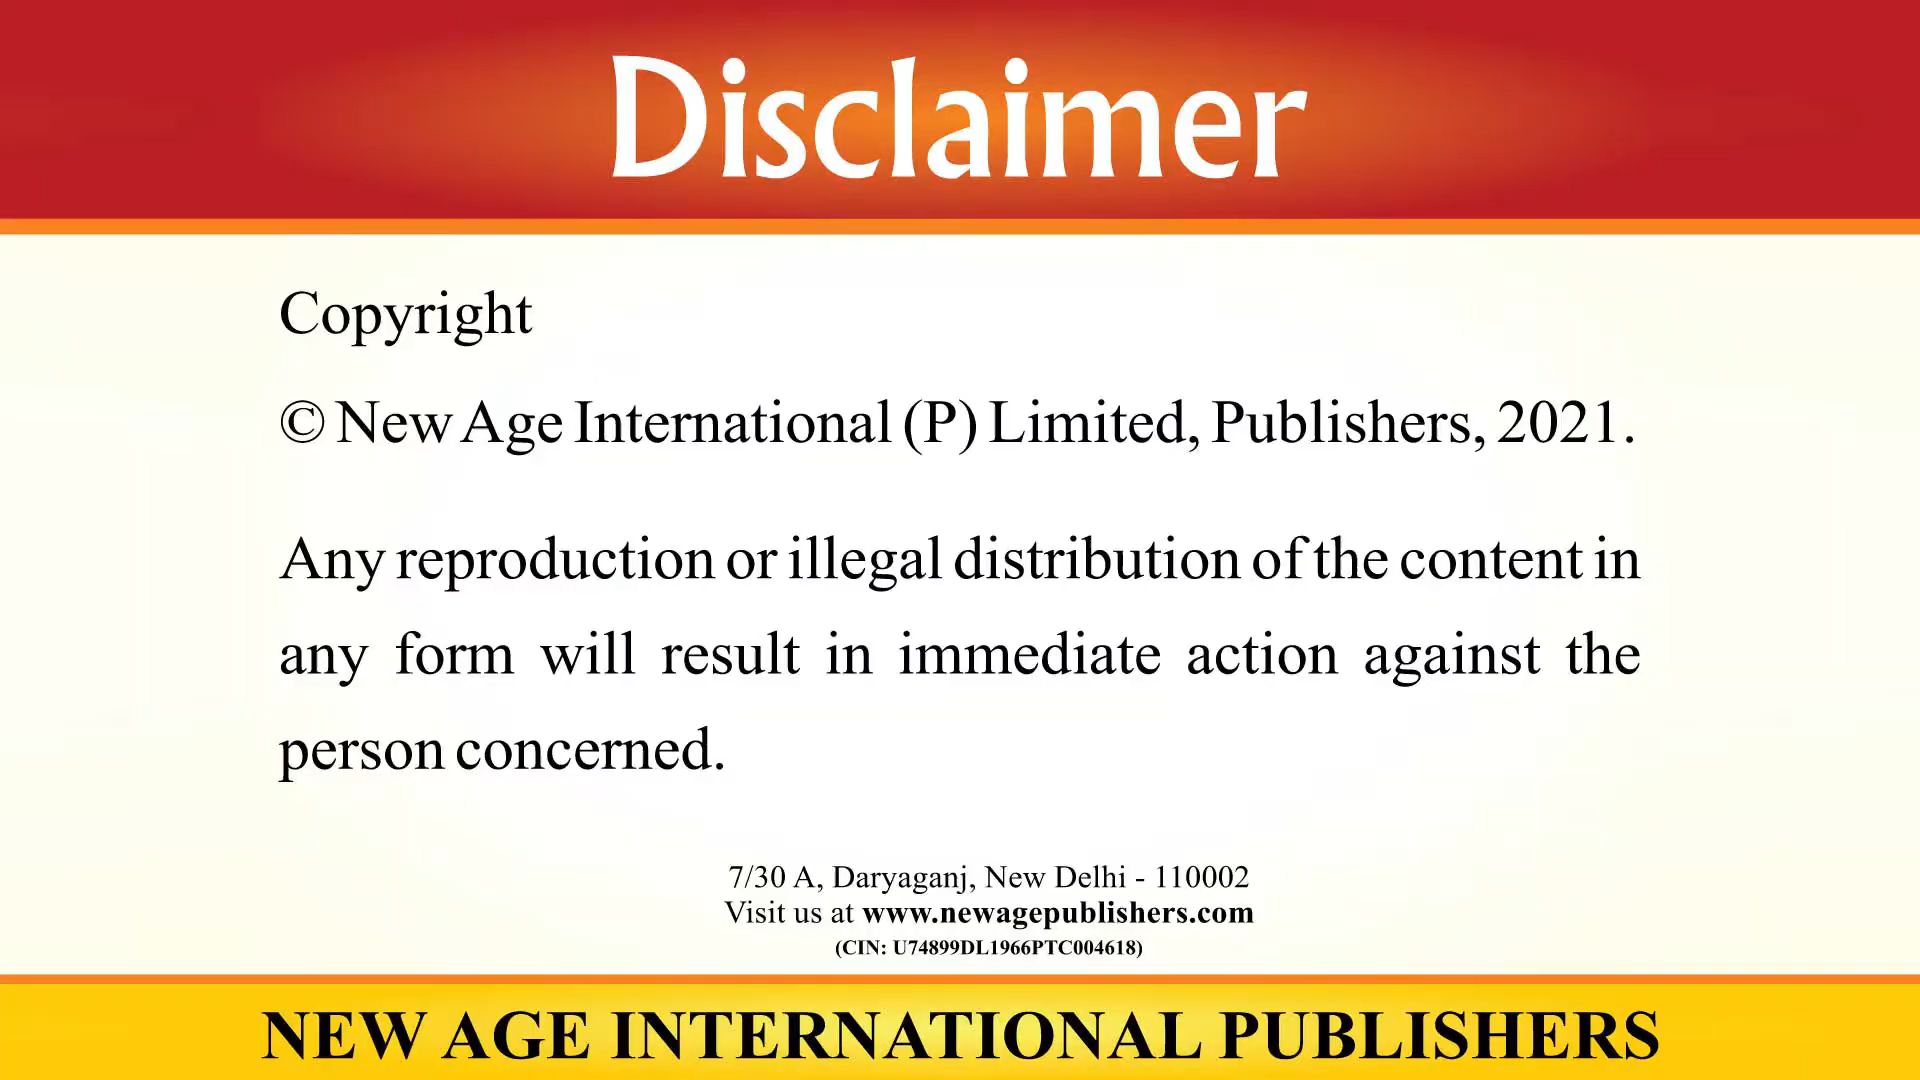 Disclaimer
Copyright
© New Age International (P) Limited, Publishers, 2021.
Any reproduction or illegal distribution of the content in
any form will result in immediate action against the
person concerned.
7/30 A, Daryaganj, New Delhi - 110002
Visit us at www.newagepublishers.com
(CIN: U74899DL1966PTC004618)
NEW AGE INTERNATIONAL PUBLISHERS